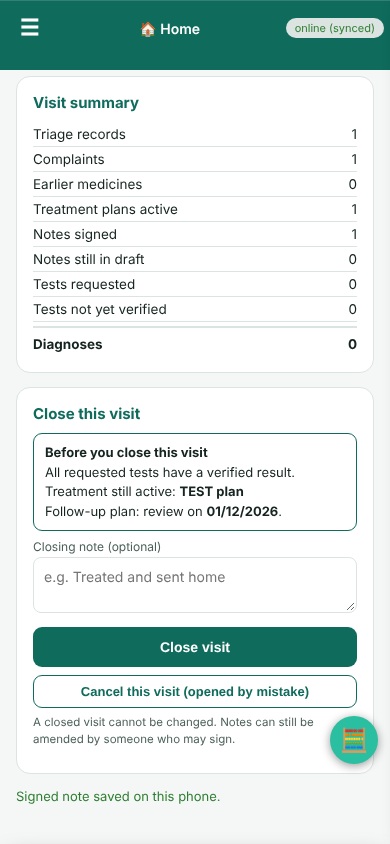 Home
online (synced)
Visit summary
Triage records 1
Complaints 1
Earlier medicines 0
Treatment plans active 1
Notes signed 1
Notes still in draft 0
Tests requested 0
Tests not yet verified 0
Diagnoses 0
Close this visit
Before you close this visit
All requested tests have a verified result.
Treatment still active: TEST plan
Follow-up plan: review on 01/12/2026.
Closing note (optional)
e.g. Treated and sent home
Close visit
Cancel this visit (opened by mistake)
A closed visit cannot be changed. Notes can still be
amended by someone who may sign.
Signed note saved on this phone.